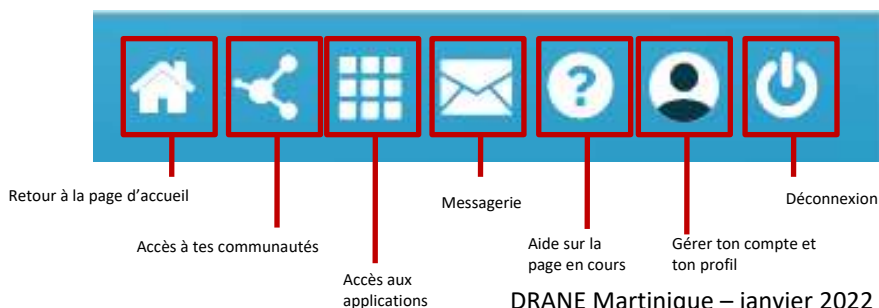 Retour à la page d’accueil
Accès à tes communautés
Accès aux
applications
Messagerie
Aide sur la
page en cours
Gérer ton compte et
ton profil
Déconnexion
DRANE Martinique – janvier 2022